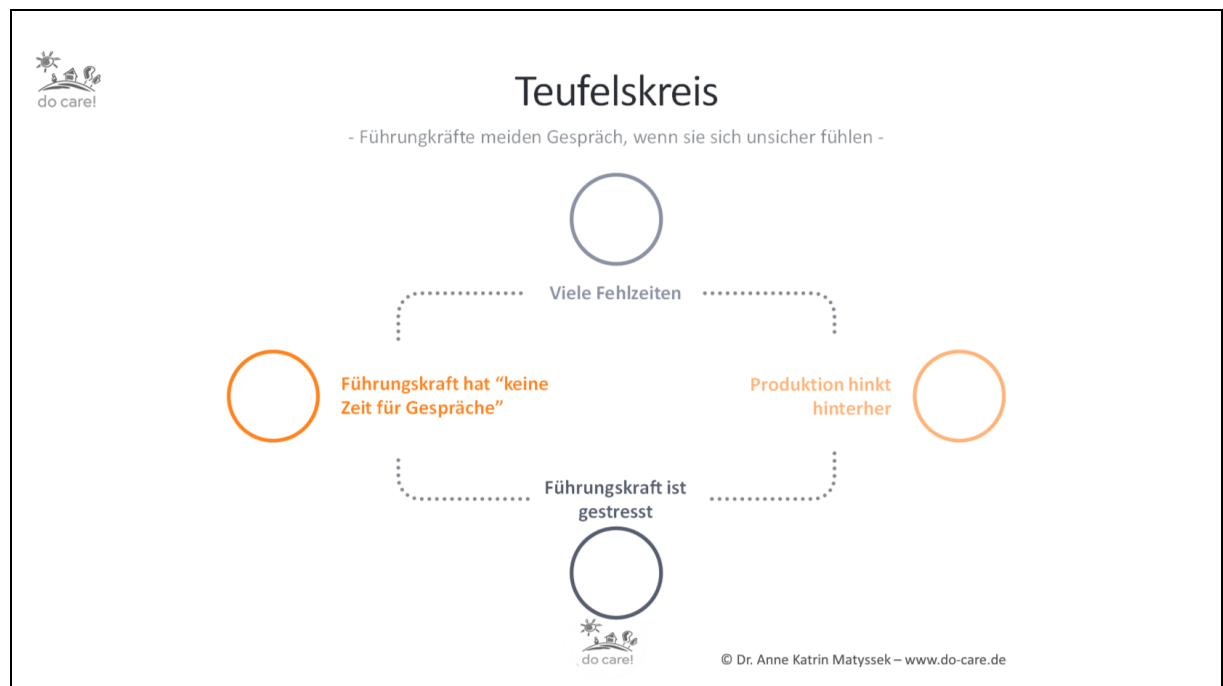 do care!
Teufelskreis
- Führungkräfte meiden Gespräch, wenn sie sich unsicher fühlen -
Viele Fehlzeiten
Führungskraft hat “keine
Zeit für Gespräche”
Produktion hinkt
hinterher
Führungskraft ist
gestresst
do care!
© Dr. Anne Katrin Matyssek – www.do-care.de